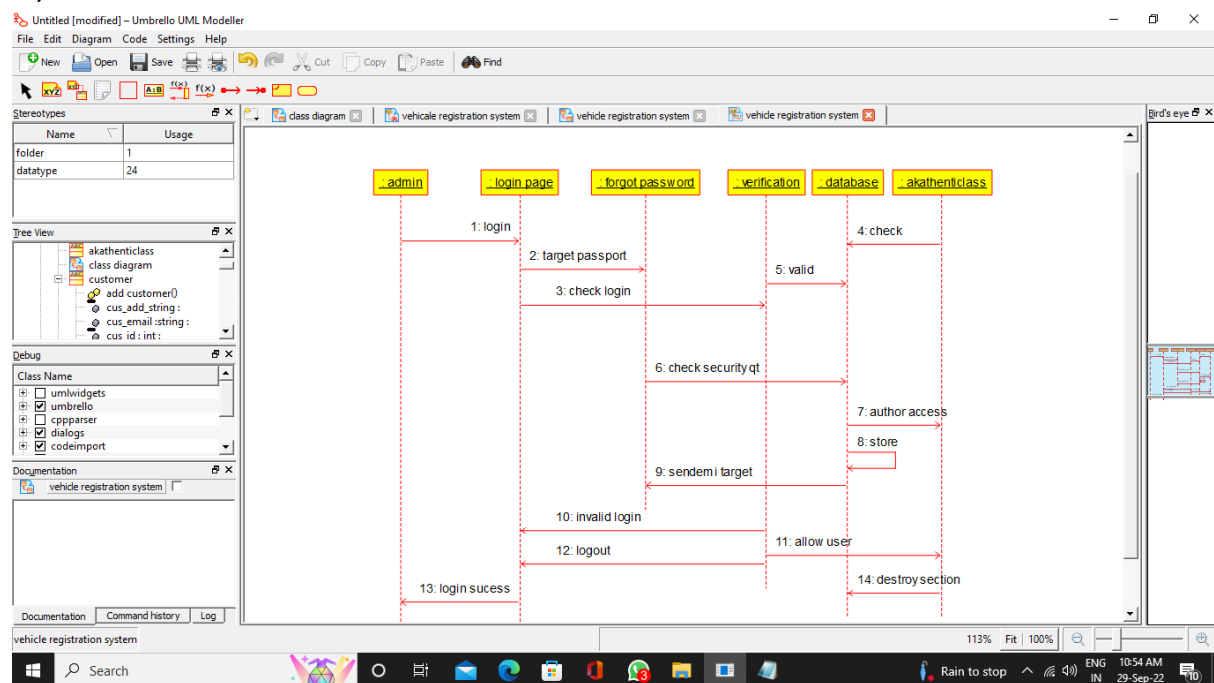 Untitled [modified] – Umbrello UML Modeller
File Edit Diagram Code Settings Help
New Open Save Cut Copy Paste Find
XYZ A:B f(x) f(x)
Stereotypes
Name Usage
folder 1
datatype 24
Tree View
akathenticlass
class diagram
customer
add customer()
cus_add_string :
cus_email :string :
cus id : int :
Debug
Class Name
umlwidgets
umbrello
cppparser
dialogs
codeimport
Documentation
vehicle registration system
Documentation Command history Log
class diagram vehicale registration system vehicle registration system vehicle registration system
: admin : login page : forgot password : verification : database : akathenticlass
1: login
4: check
2: target passport
5: valid
3: check login
6: check security qt
7: author access
8: store
9: sendem i target
10: invalid login
11: allow user
12: logout
14: destroy section
13: login sucess
Bird's eye
vehicle registration system
113% Fit 100%
Search
3
Rain to stop
ENG
IN
10:54 AM
29-Sep-22
10